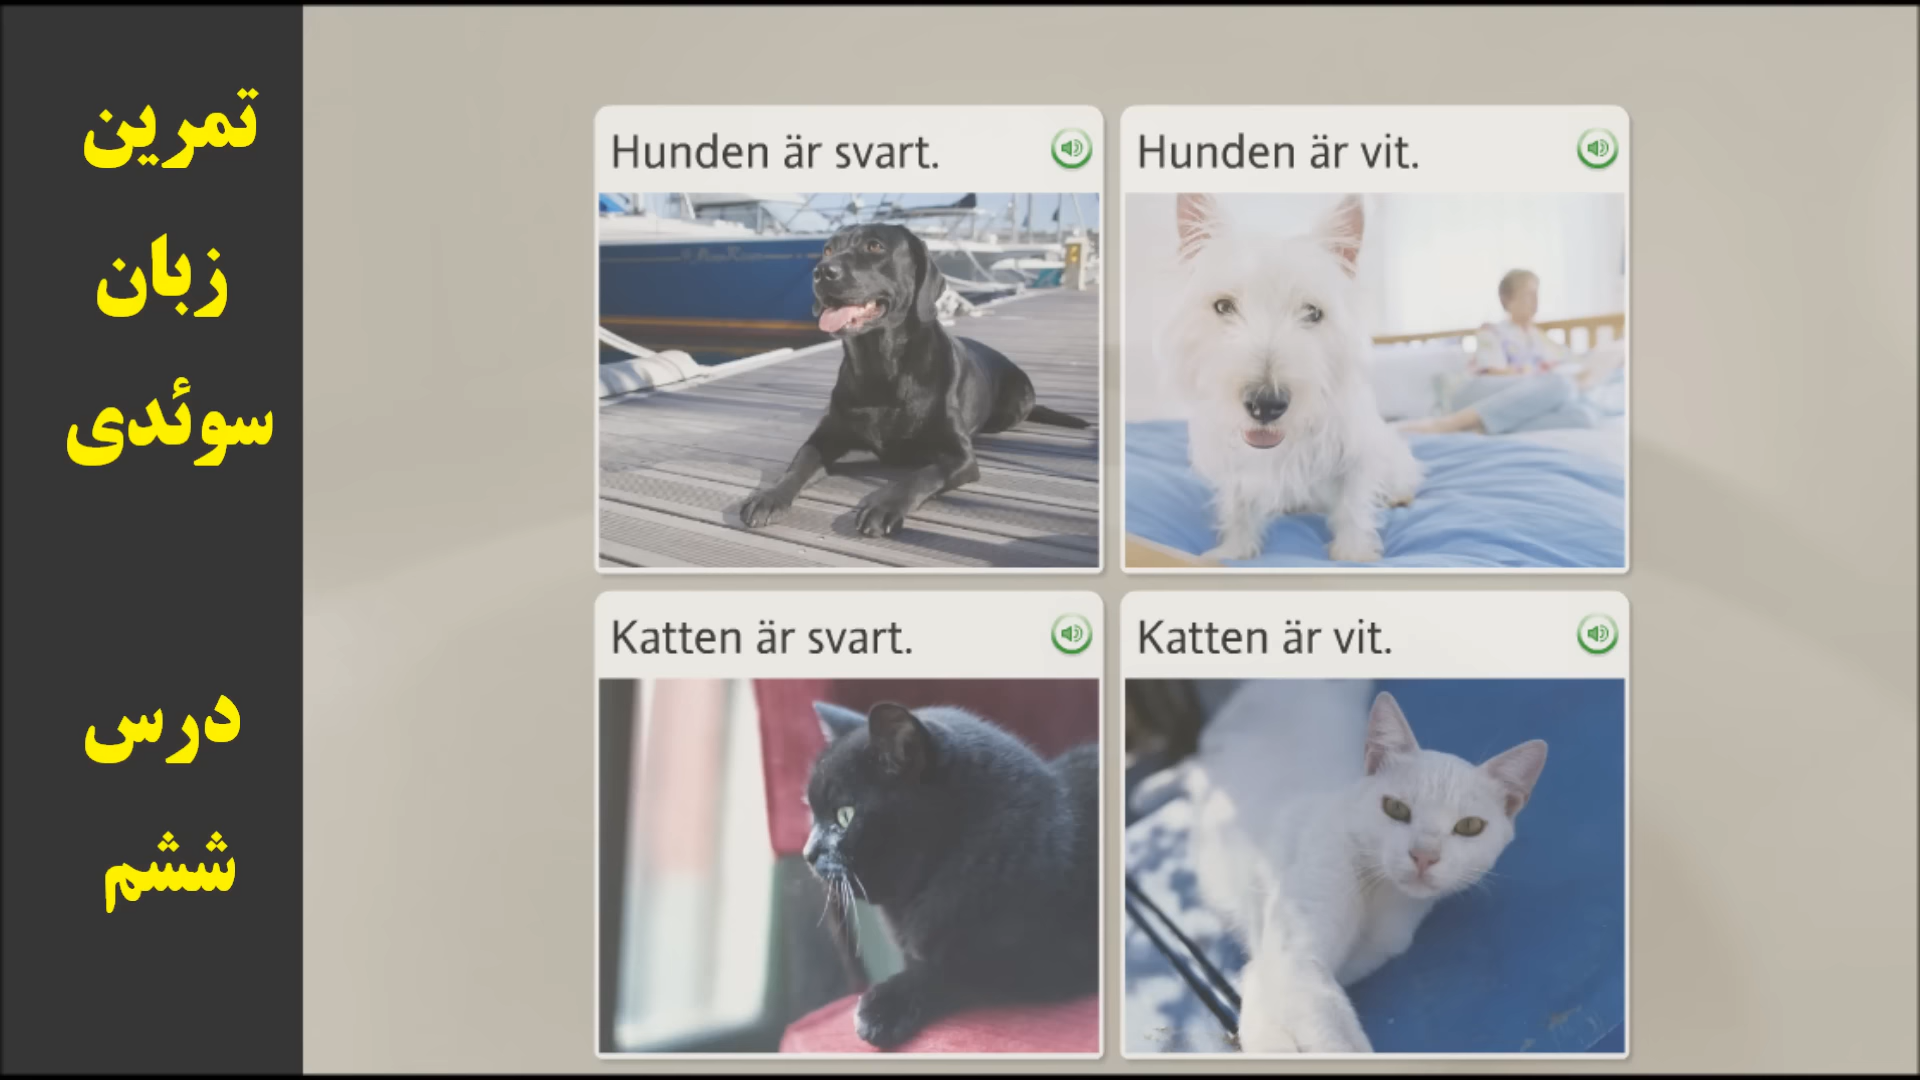 تمرین
زبان
سوئدی
درس
ششم
Hunden är svart.
Hunden är vit.
Katten är svart.
Katten är vit.